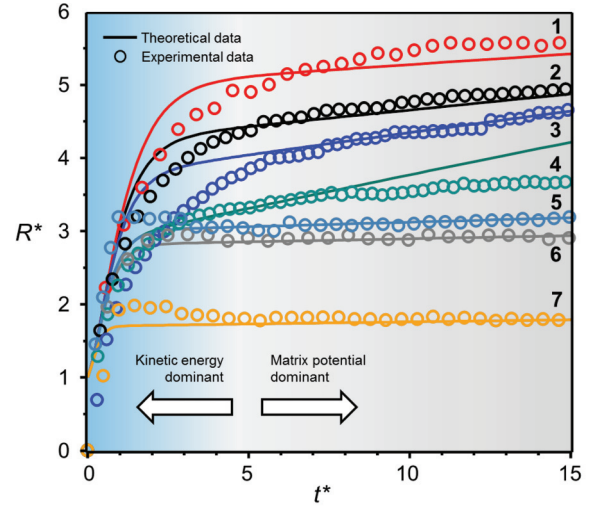 6
5
4
3
2
1
0
R*
Theoretical data
Experimental data
1
2
3
4
5
6
7
Kinetic energy
dominant
Matrix potential
dominant
0
5
10
15
t*